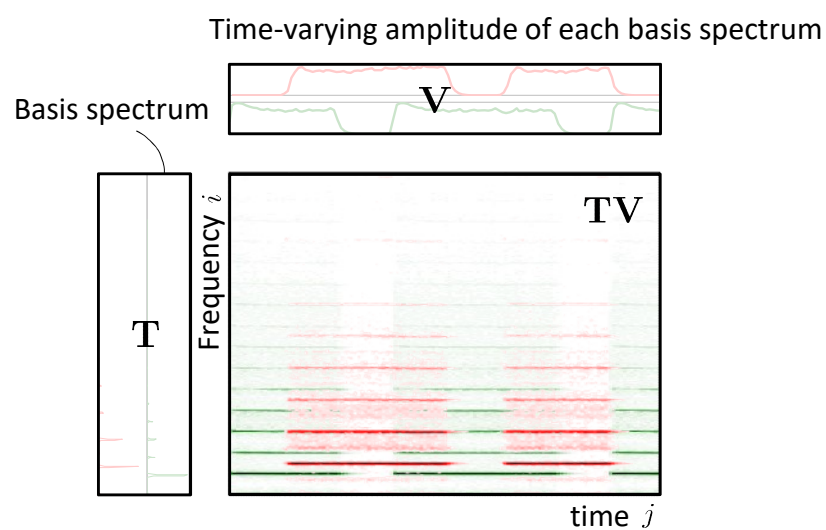 Time-varying amplitude of each basis spectrum
V
Basis spectrum
T
Frequency i
TV
time j